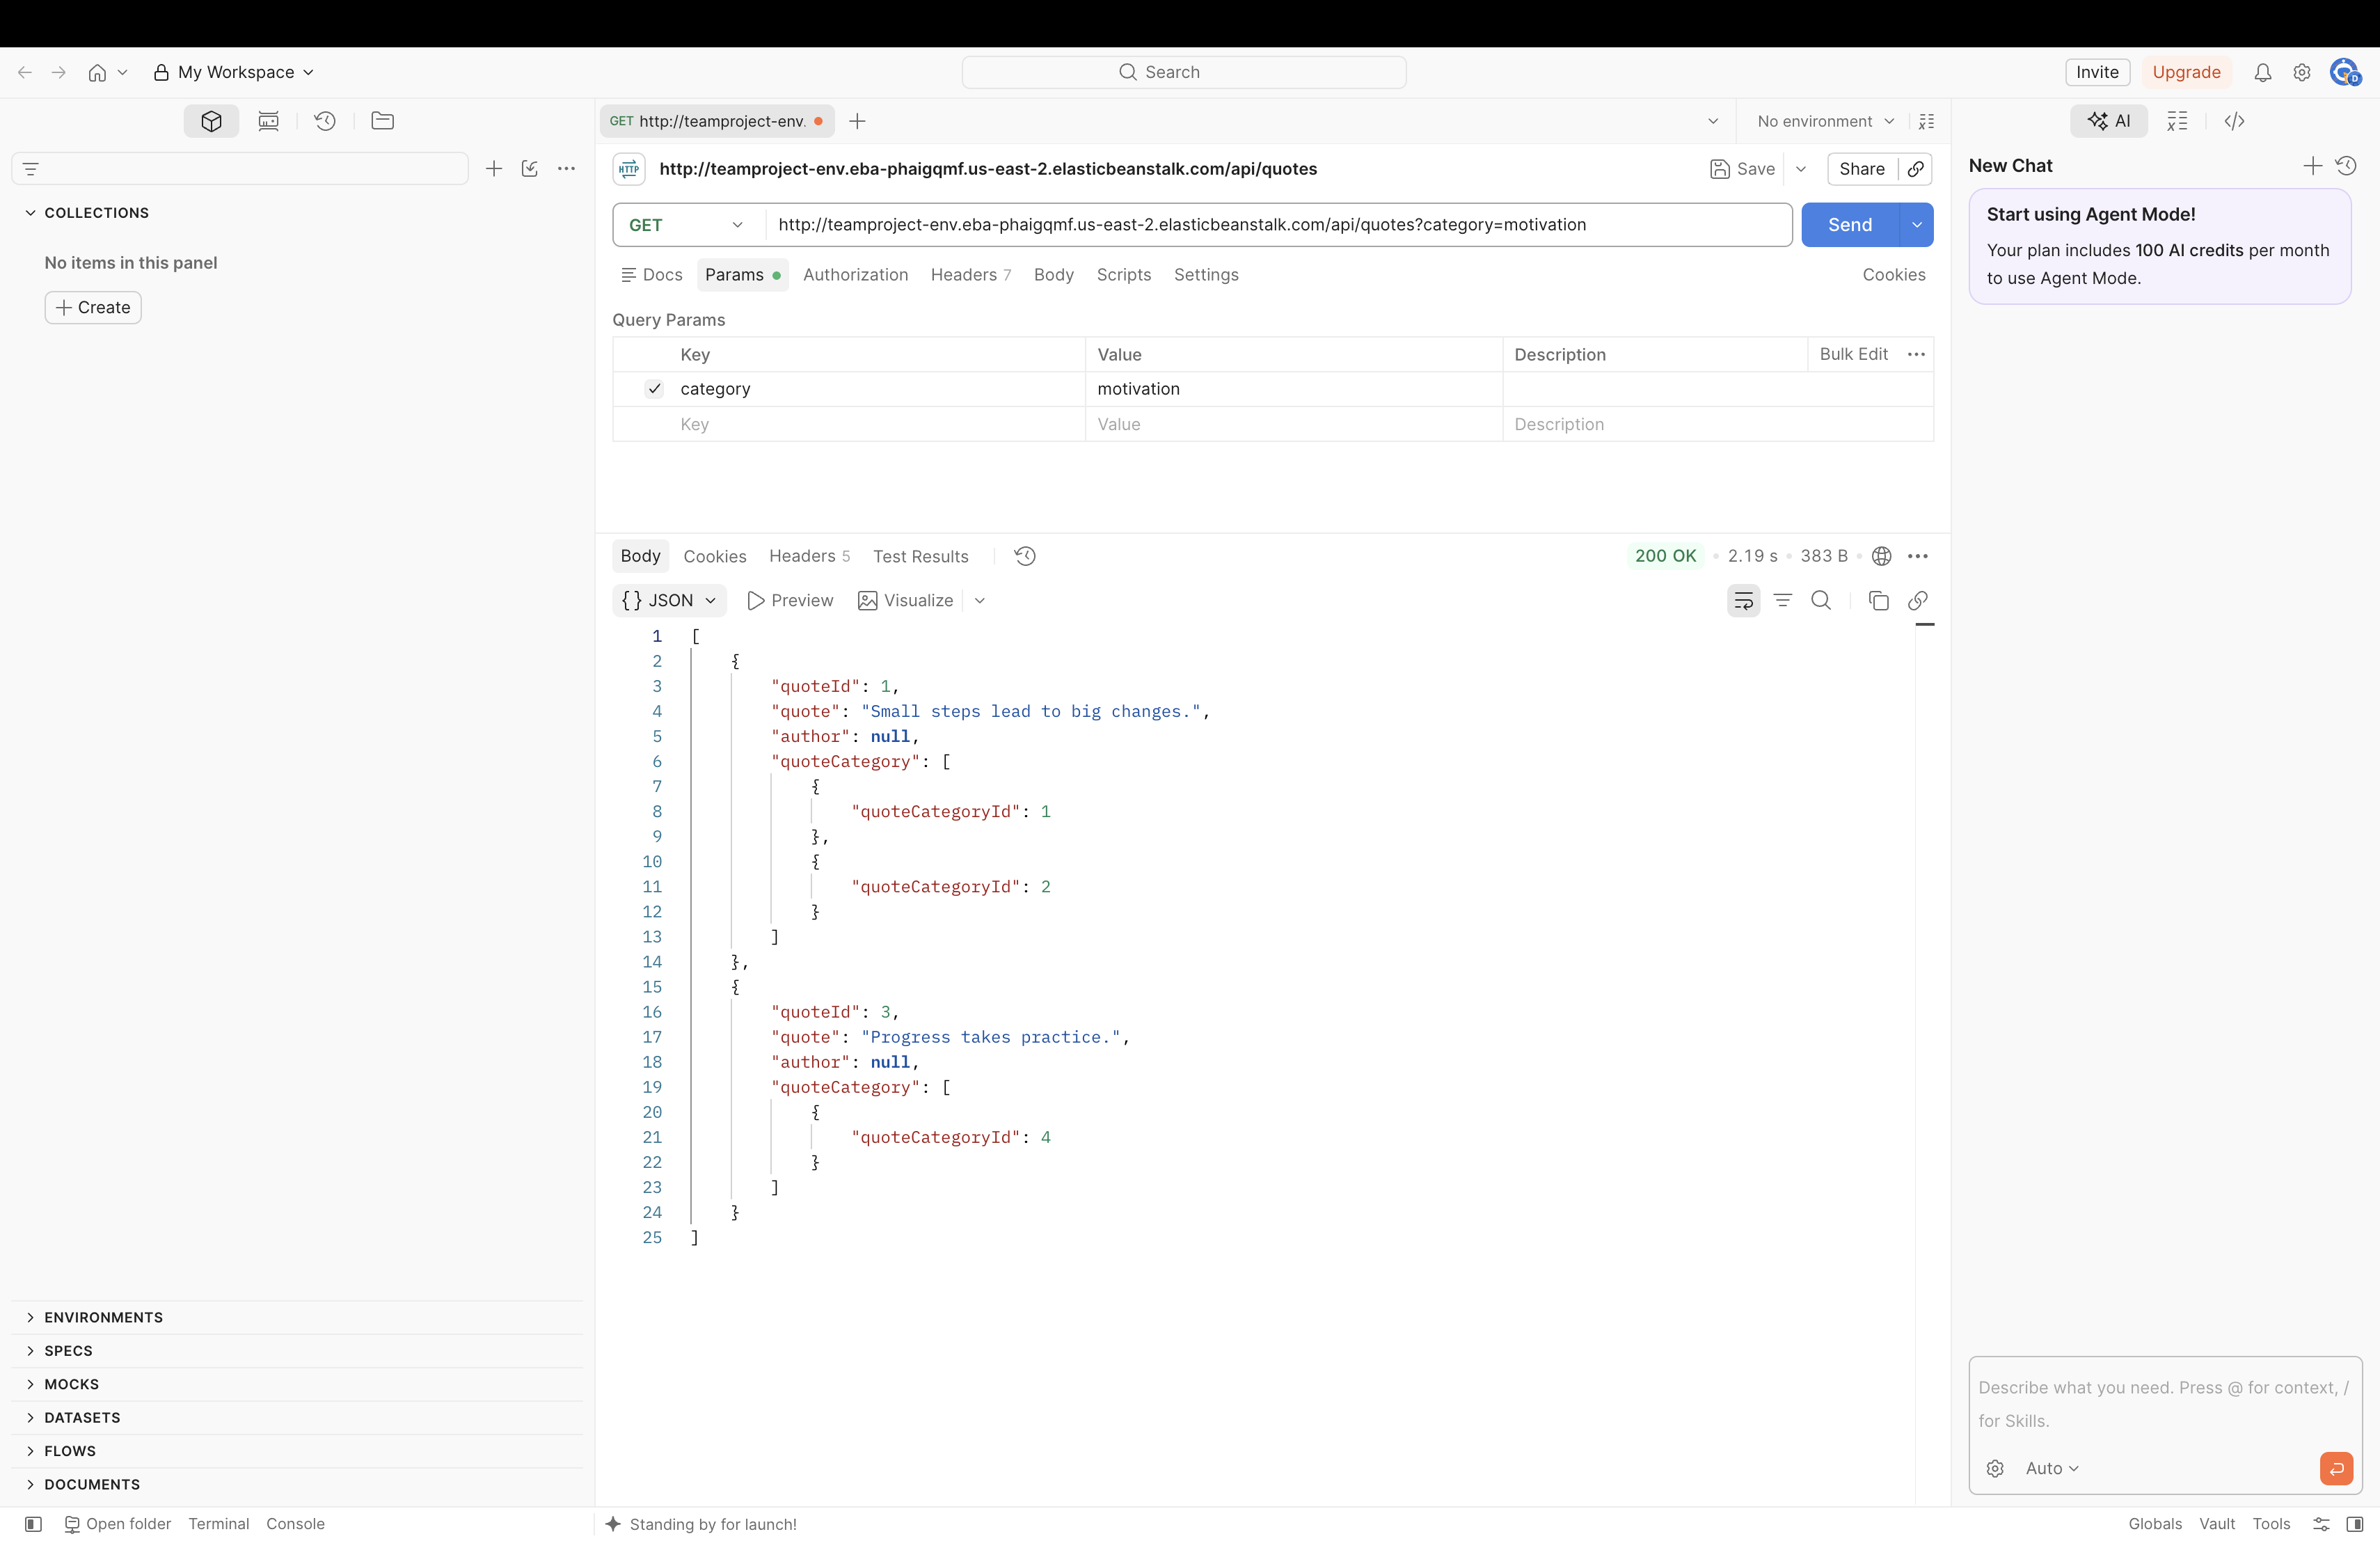 My Workspace
Search
Invite
Upgrade
GET http://teamproject-env.
No environment
AI
http://teamproject-env.eba-phaigqmf.us-east-2.elasticbeanstalk.com/api/quotes
Save
Share
New Chat
COLLECTIONS
No items in this panel
Create
GET
http://teamproject-env.eba-phaigqmf.us-east-2.elasticbeanstalk.com/api/quotes?category=motivation
Send
Start using Agent Mode!
Your plan includes 100 AI credits per month
to use Agent Mode.
Docs Params Authorization Headers 7 Body Scripts Settings Cookies
Query Params
Key Value Description Bulk Edit
category motivation
Key Value Description
Body Cookies Headers 5 Test Results 200 OK 2.19 s 383 B
{ } JSON Preview Visualize
1 [
2 {
3 "quoteId": 1,
4 "quote": "Small steps lead to big changes.",
5 "author": null,
6 "quoteCategory": [
7 {
8 "quoteCategoryId": 1
9 },
10 {
11 "quoteCategoryId": 2
12 }
13 ]
14 },
15 {
16 "quoteId": 3,
17 "quote": "Progress takes practice.",
18 "author": null,
19 "quoteCategory": [
20 {
21 "quoteCategoryId": 4
22 }
23 ]
24 }
25 ]
ENVIRONMENTS
SPECS
MOCKS
DATASETS
FLOWS
DOCUMENTS
Describe what you need. Press @ for context, /
for Skills.
Auto
Open folder Terminal Console
Standing by for launch!
Globals Vault Tools